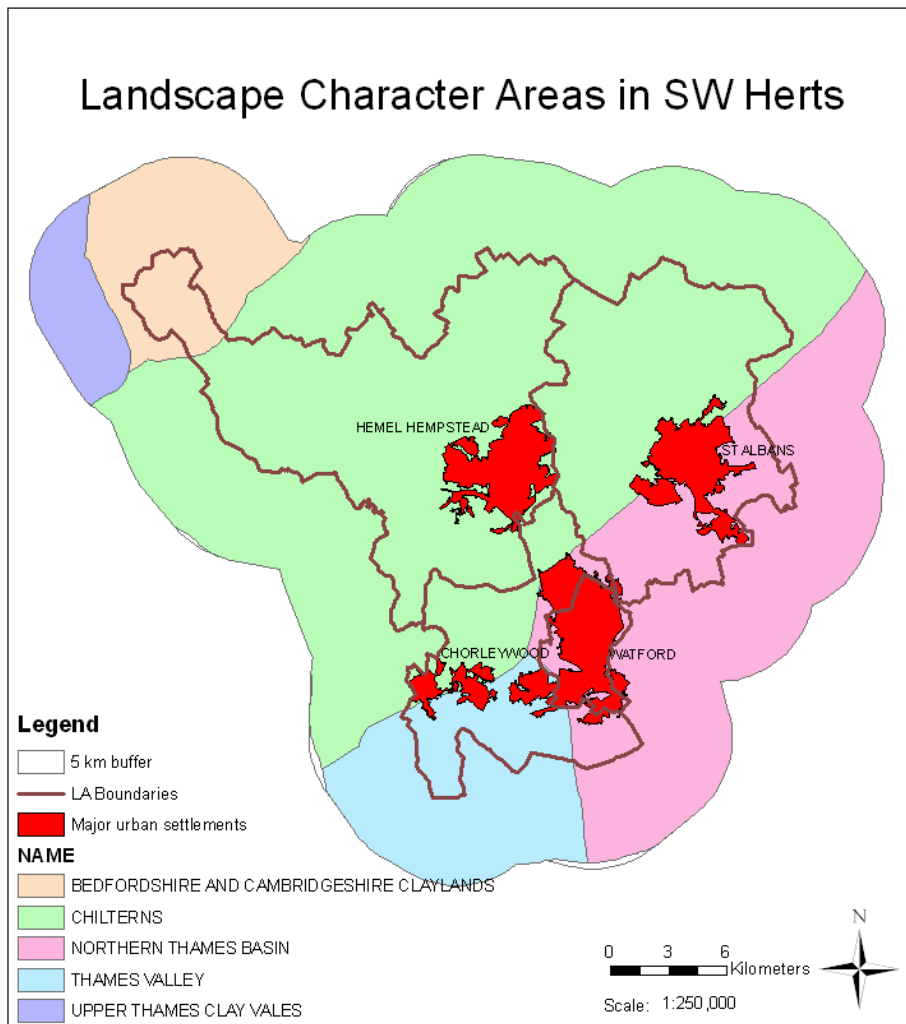 Landscape Character Areas in SW Herts
HEMEL HEMPSTEAD
ST ALBANS
CHORLEYWOOD
WATFORD
Legend
5 km buffer
LA Boundaries
Major urban settlements
NAME
BEDFORDSHIRE AND CAMBRIDGESHIRE CLAYLANDS
CHILTERNS
NORTHERN THAMES BASIN
THAMES VALLEY
UPPER THAMES CLAY VALES
N
0 3 6
Kilometers
Scale: 1:250,000